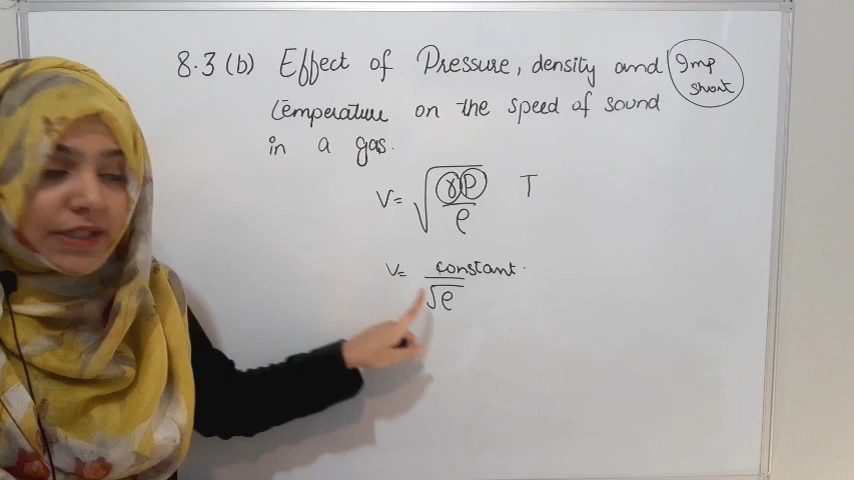 8.3 (b) Effect of Pressure, density and
Imp short
temperature on the speed of sound
in a gas.
V= √(γP/ρ) T
V= constant. / √ρ